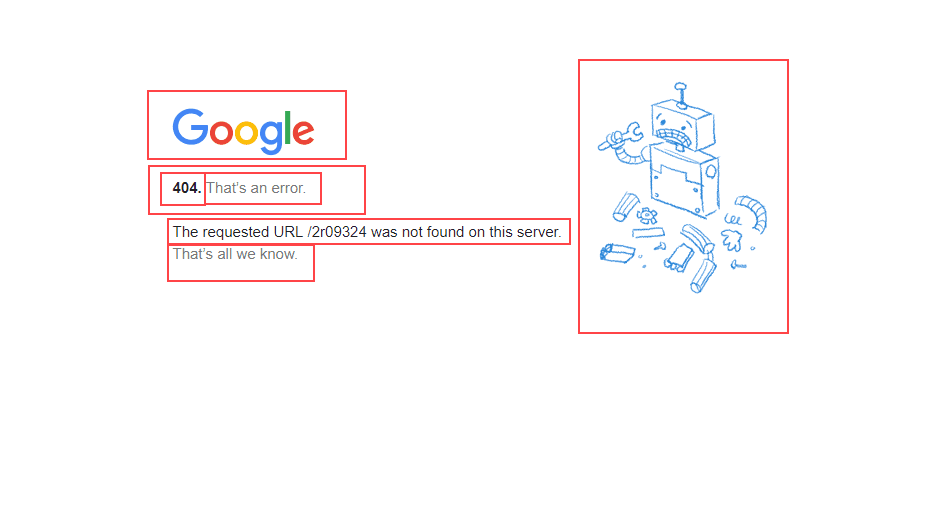 Google
404. That's an error.
The requested URL /2r09324 was not found on this server.
That's all we know.